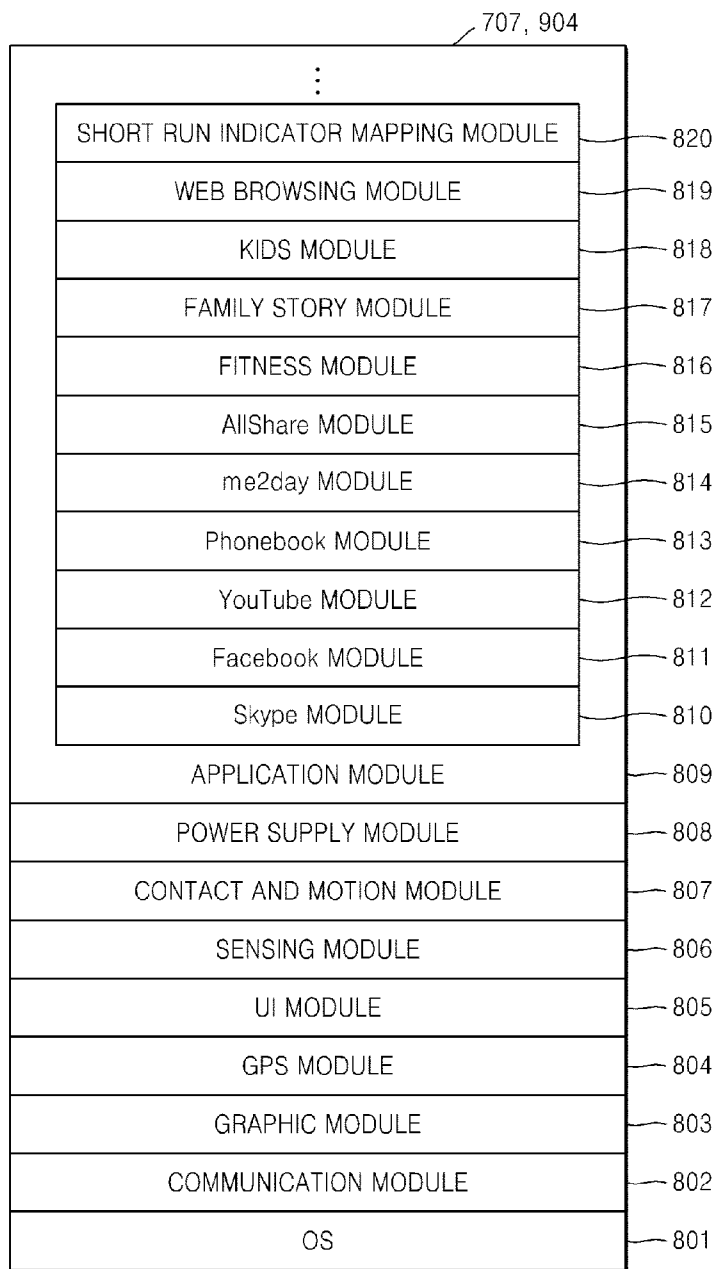 707, 904
⋮
SHORT RUN INDICATOR MAPPING MODULE 820
WEB BROWSING MODULE 819
KIDS MODULE 818
FAMILY STORY MODULE 817
FITNESS MODULE 816
AllShare MODULE 815
me2day MODULE 814
Phonebook MODULE 813
YouTube MODULE 812
Facebook MODULE 811
Skype MODULE 810
APPLICATION MODULE 809
POWER SUPPLY MODULE 808
CONTACT AND MOTION MODULE 807
SENSING MODULE 806
UI MODULE 805
GPS MODULE 804
GRAPHIC MODULE 803
COMMUNICATION MODULE 802
OS 801